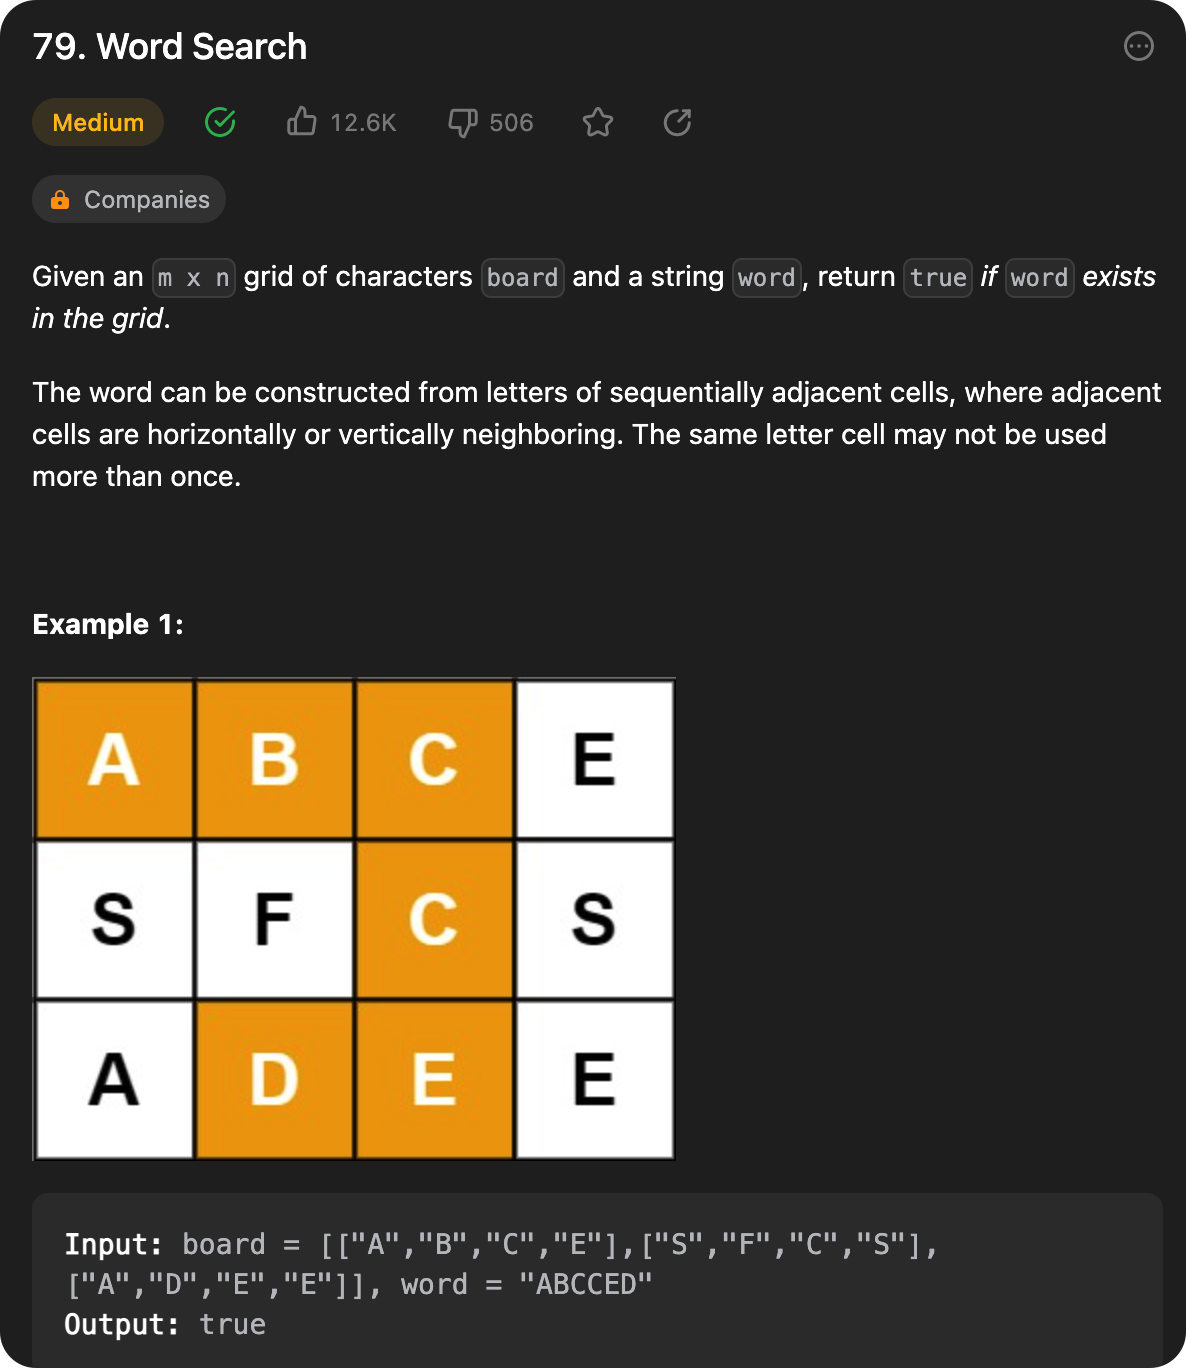 79. Word Search
Medium 12.6K 506
Companies
Given an m x n grid of characters board and a string word, return true if word exists
in the grid.
The word can be constructed from letters of sequentially adjacent cells, where adjacent
cells are horizontally or vertically neighboring. The same letter cell may not be used
more than once.
Example 1:
A B C E
S F C S
A D E E
Input: board = [["A","B","C","E"],["S","F","C","S"],
["A","D","E","E"]], word = "ABCCED"
Output: true